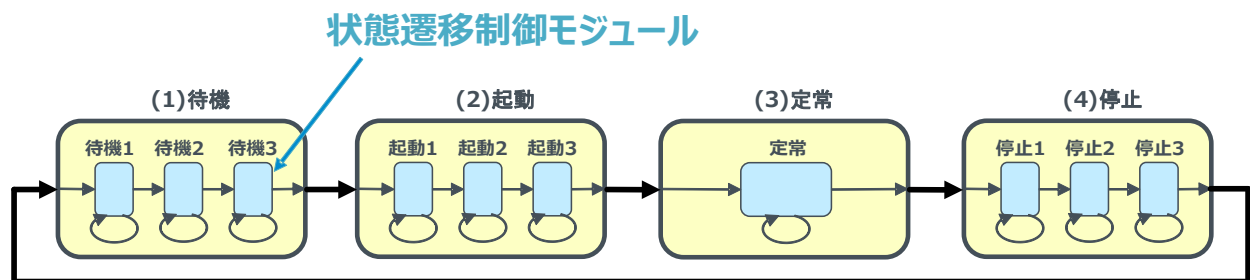 状態遷移制御モジュール
(1)待機
(2)起動
(3)定常
(4)停止
待機1 待機2 待機3
起動1 起動2 起動3
定常
停止1 停止2 停止3